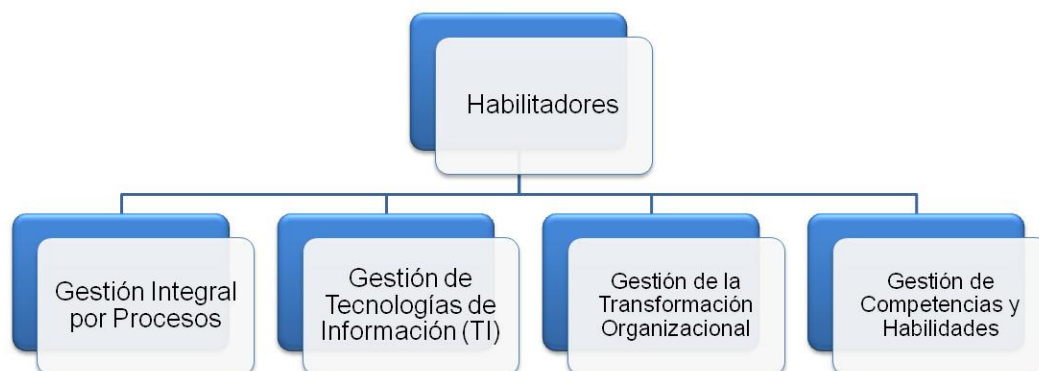 Habilitadores
Gestión Integral
por Procesos
Gestión de
Tecnologías de
Información (TI)
Gestión de la
Transformación
Organizacional
Gestión de
Competencias y
Habilidades